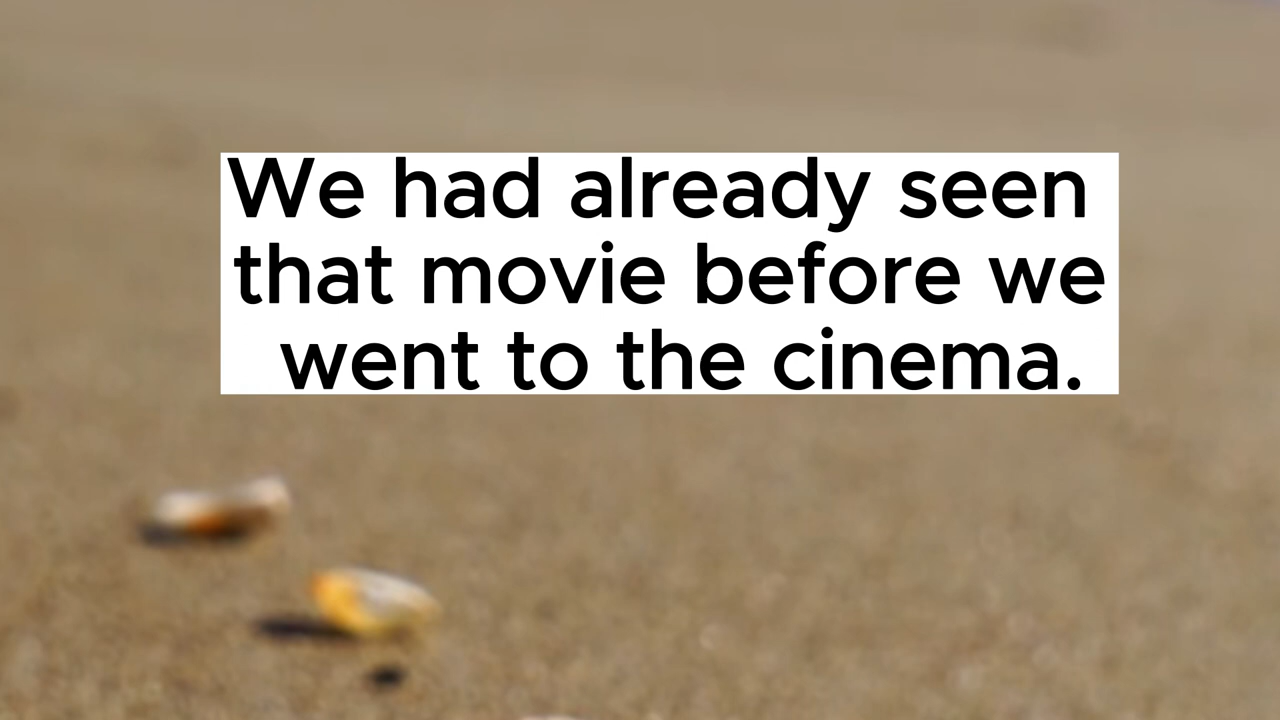 We had already seen
that movie before we
went to the cinema.